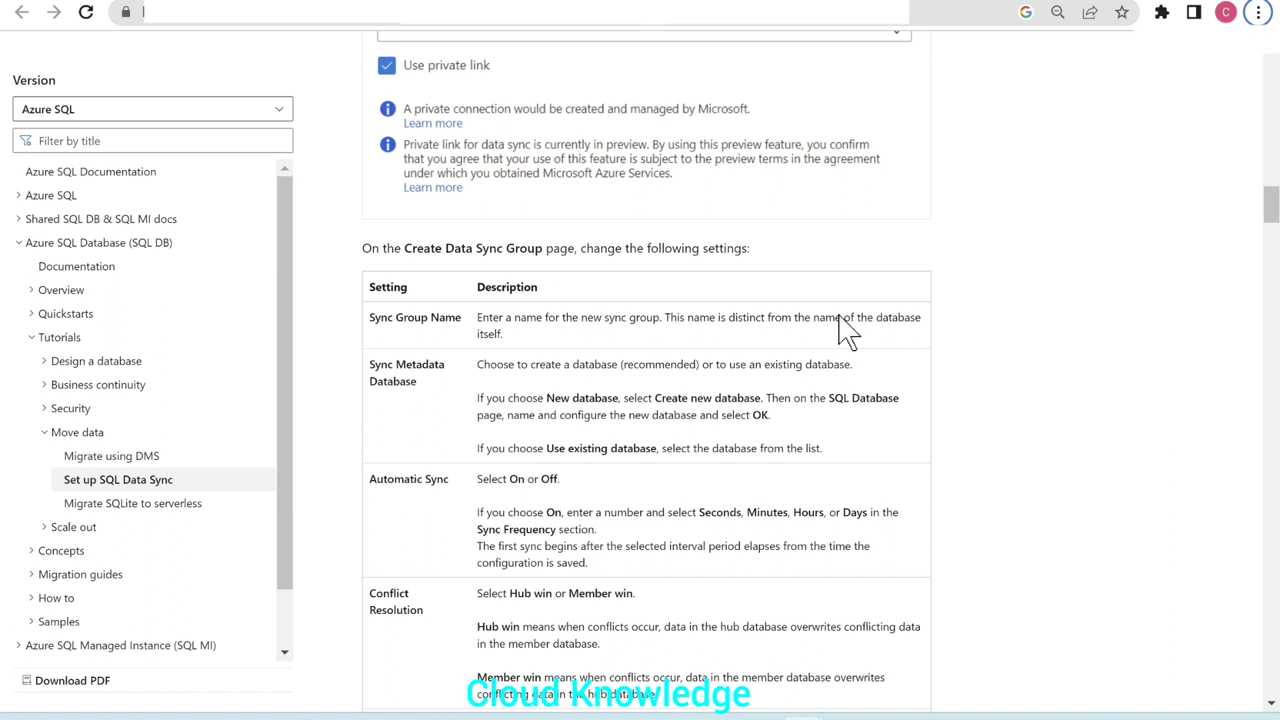 C
Version
Azure SQL
Filter by title
Azure SQL Documentation
Azure SQL
Shared SQL DB & SQL MI docs
Azure SQL Database (SQL DB)
Documentation
Overview
Quickstarts
Tutorials
Design a database
Business continuity
Security
Move data
Migrate using DMS
Set up SQL Data Sync
Migrate SQLite to serverless
Scale out
Concepts
Migration guides
How to
Samples
Azure SQL Managed Instance (SQL MI)
Download PDF
Use private link
A private connection would be created and managed by Microsoft.
Learn more
Private link for data sync is currently in preview. By using this preview feature, you confirm
that you agree that your use of this feature is subject to the preview terms in the agreement
under which you obtained Microsoft Azure Services.
Learn more
On the Create Data Sync Group page, change the following settings:
Setting Description
Sync Group Name Enter a name for the new sync group. This name is distinct from the name of the database
itself.
Sync Metadata Choose to create a database (recommended) or to use an existing database.
Database
If you choose New database, select Create new database. Then on the SQL Database
page, name and configure the new database and select OK.
If you choose Use existing database, select the database from the list.
Automatic Sync Select On or Off.
If you choose On, enter a number and select Seconds, Minutes, Hours, or Days in the
Sync Frequency section.
The first sync begins after the selected interval period elapses from the time the
configuration is saved.
Conflict Select Hub win or Member win.
Resolution
Hub win means when conflicts occur, data in the hub database overwrites conflicting data
in the member database.
Member win means when conflicts occur, data in the member database overwrites
conflicting data in the hub database.
Cloud Knowledge